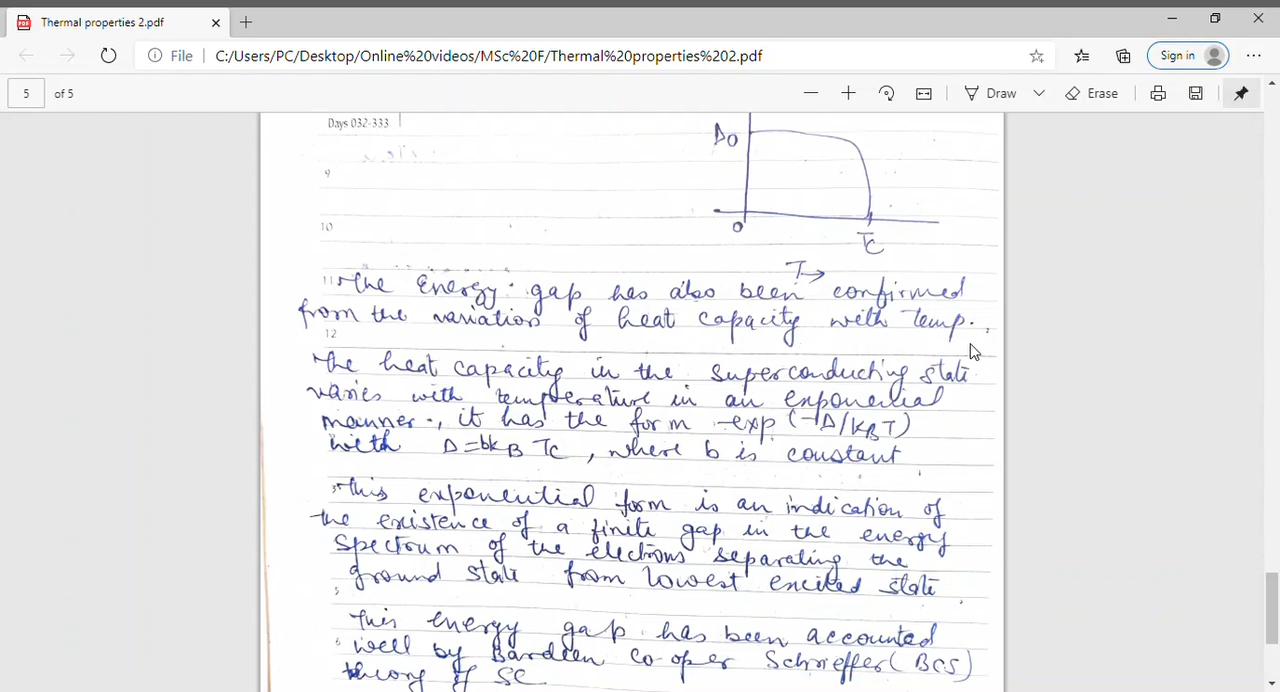 Thermal properties 2.pdf
File C:/Users/PC/Desktop/Online%20videos/MSc%20F/Thermal%20properties%202.pdf
Sign in
5 of 5
Draw
Erase
Days 032-333
Δ0
9
10
0
TC
T→
11 The Energy gap has also been confirmed
from the variation of heat capacity with temp.
12
The heat capacity in the superconducting state
varies with temperature in an exponential
manner., it has the form -exp (-Δ/KBT)
with Δ=bkB TC, where b is constant
This exponential form is an indication of
the existence of a finite gap in the energy
spectrum of the electrons separating the
ground state from lowest excited state
This energy gap has been accounted
well by Bardeen co-oper Schrieffer (BCS)
theory of SC